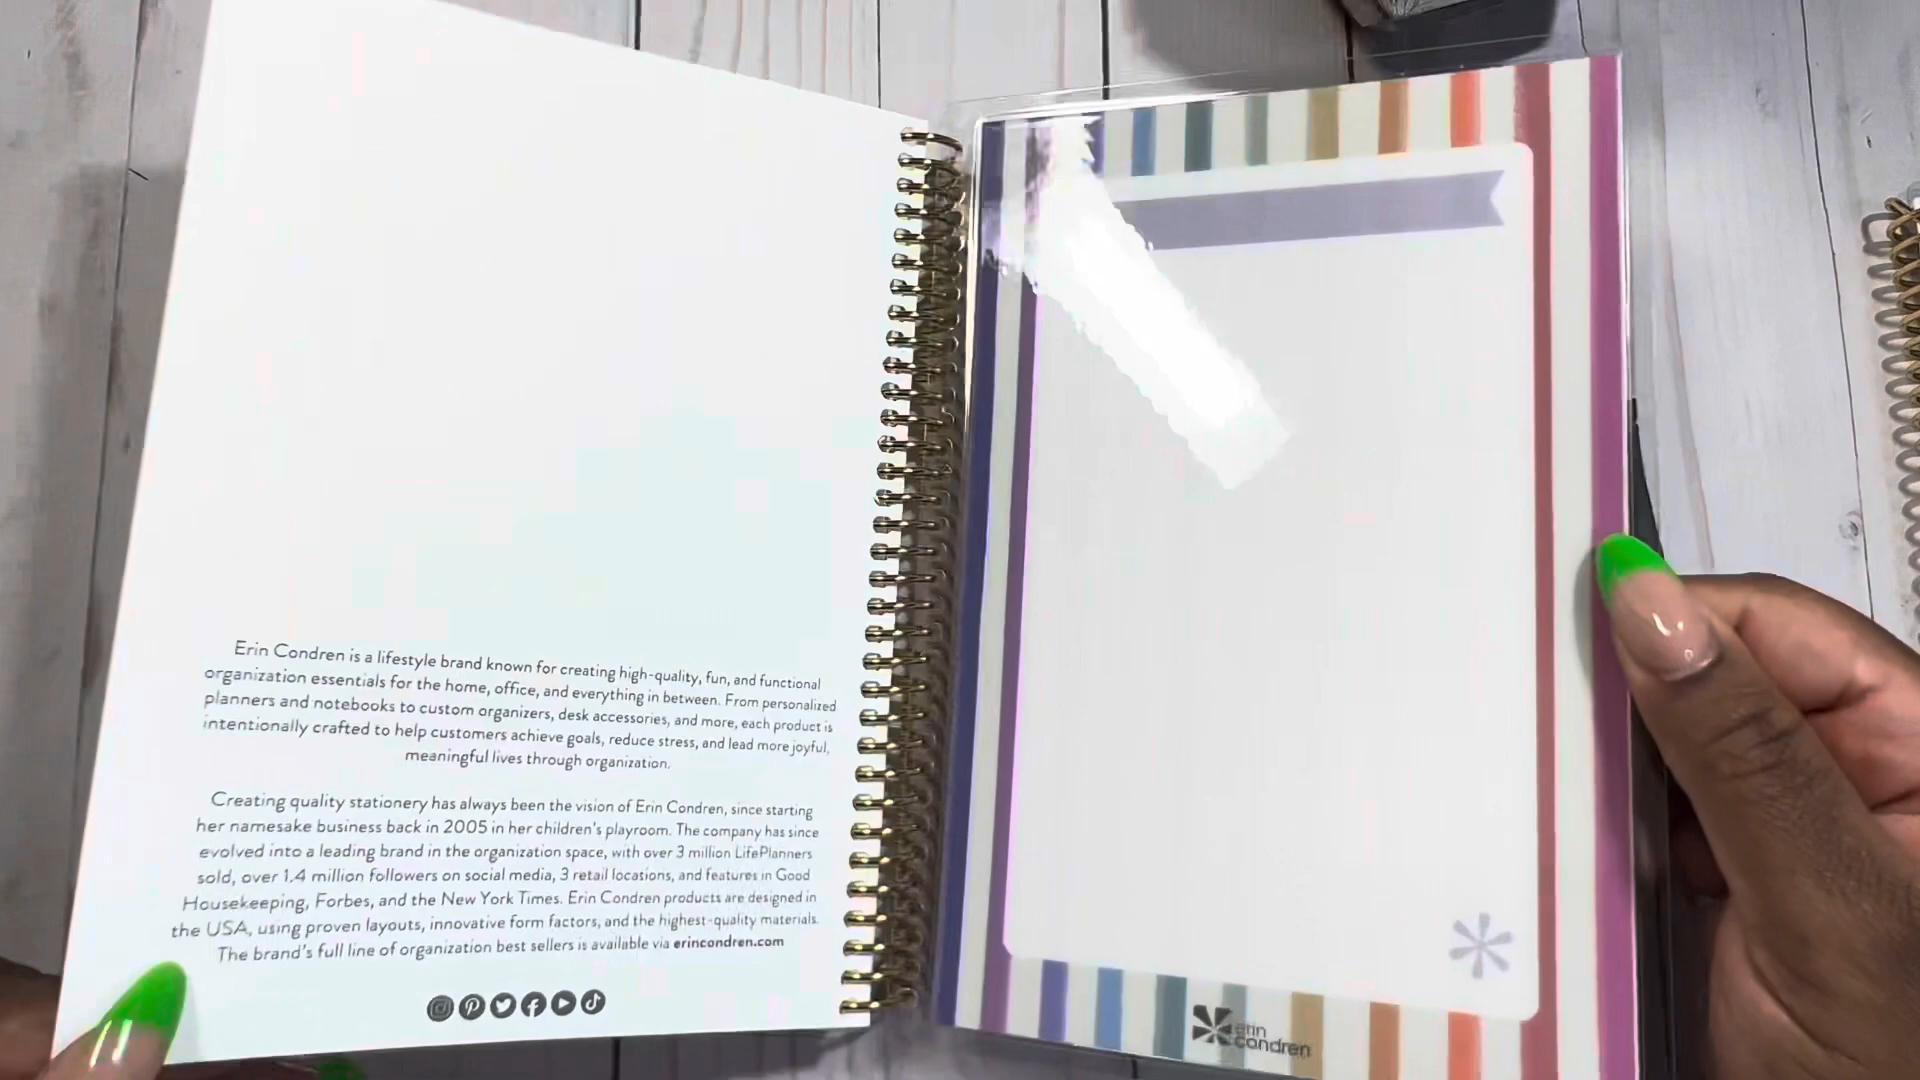 Erin Condren is a lifestyle brand known for creating high-quality, fun, and functional
organization essentials for the home, office, and everything in between. From personalized
planners and notebooks to custom organizers, desk accessories, and more, each product is
intentionally crafted to help customers achieve goals, reduce stress, and lead more joyful,
meaningful lives through organization.
Creating quality stationery has always been the vision of Erin Condren, since starting
her namesake business back in 2005 in her children's playroom. The company has since
evolved into a leading brand in the organization space, with over 3 million LifePlanners
sold, over 1.4 million followers on social media, 3 retail locations, and features in Good
Housekeeping, Forbes, and the New York Times. Erin Condren products are designed in
the USA, using proven layouts, innovative form factors, and the highest-quality materials.
The brand's full line of organization best sellers is available via erincondren.com
erin
condren